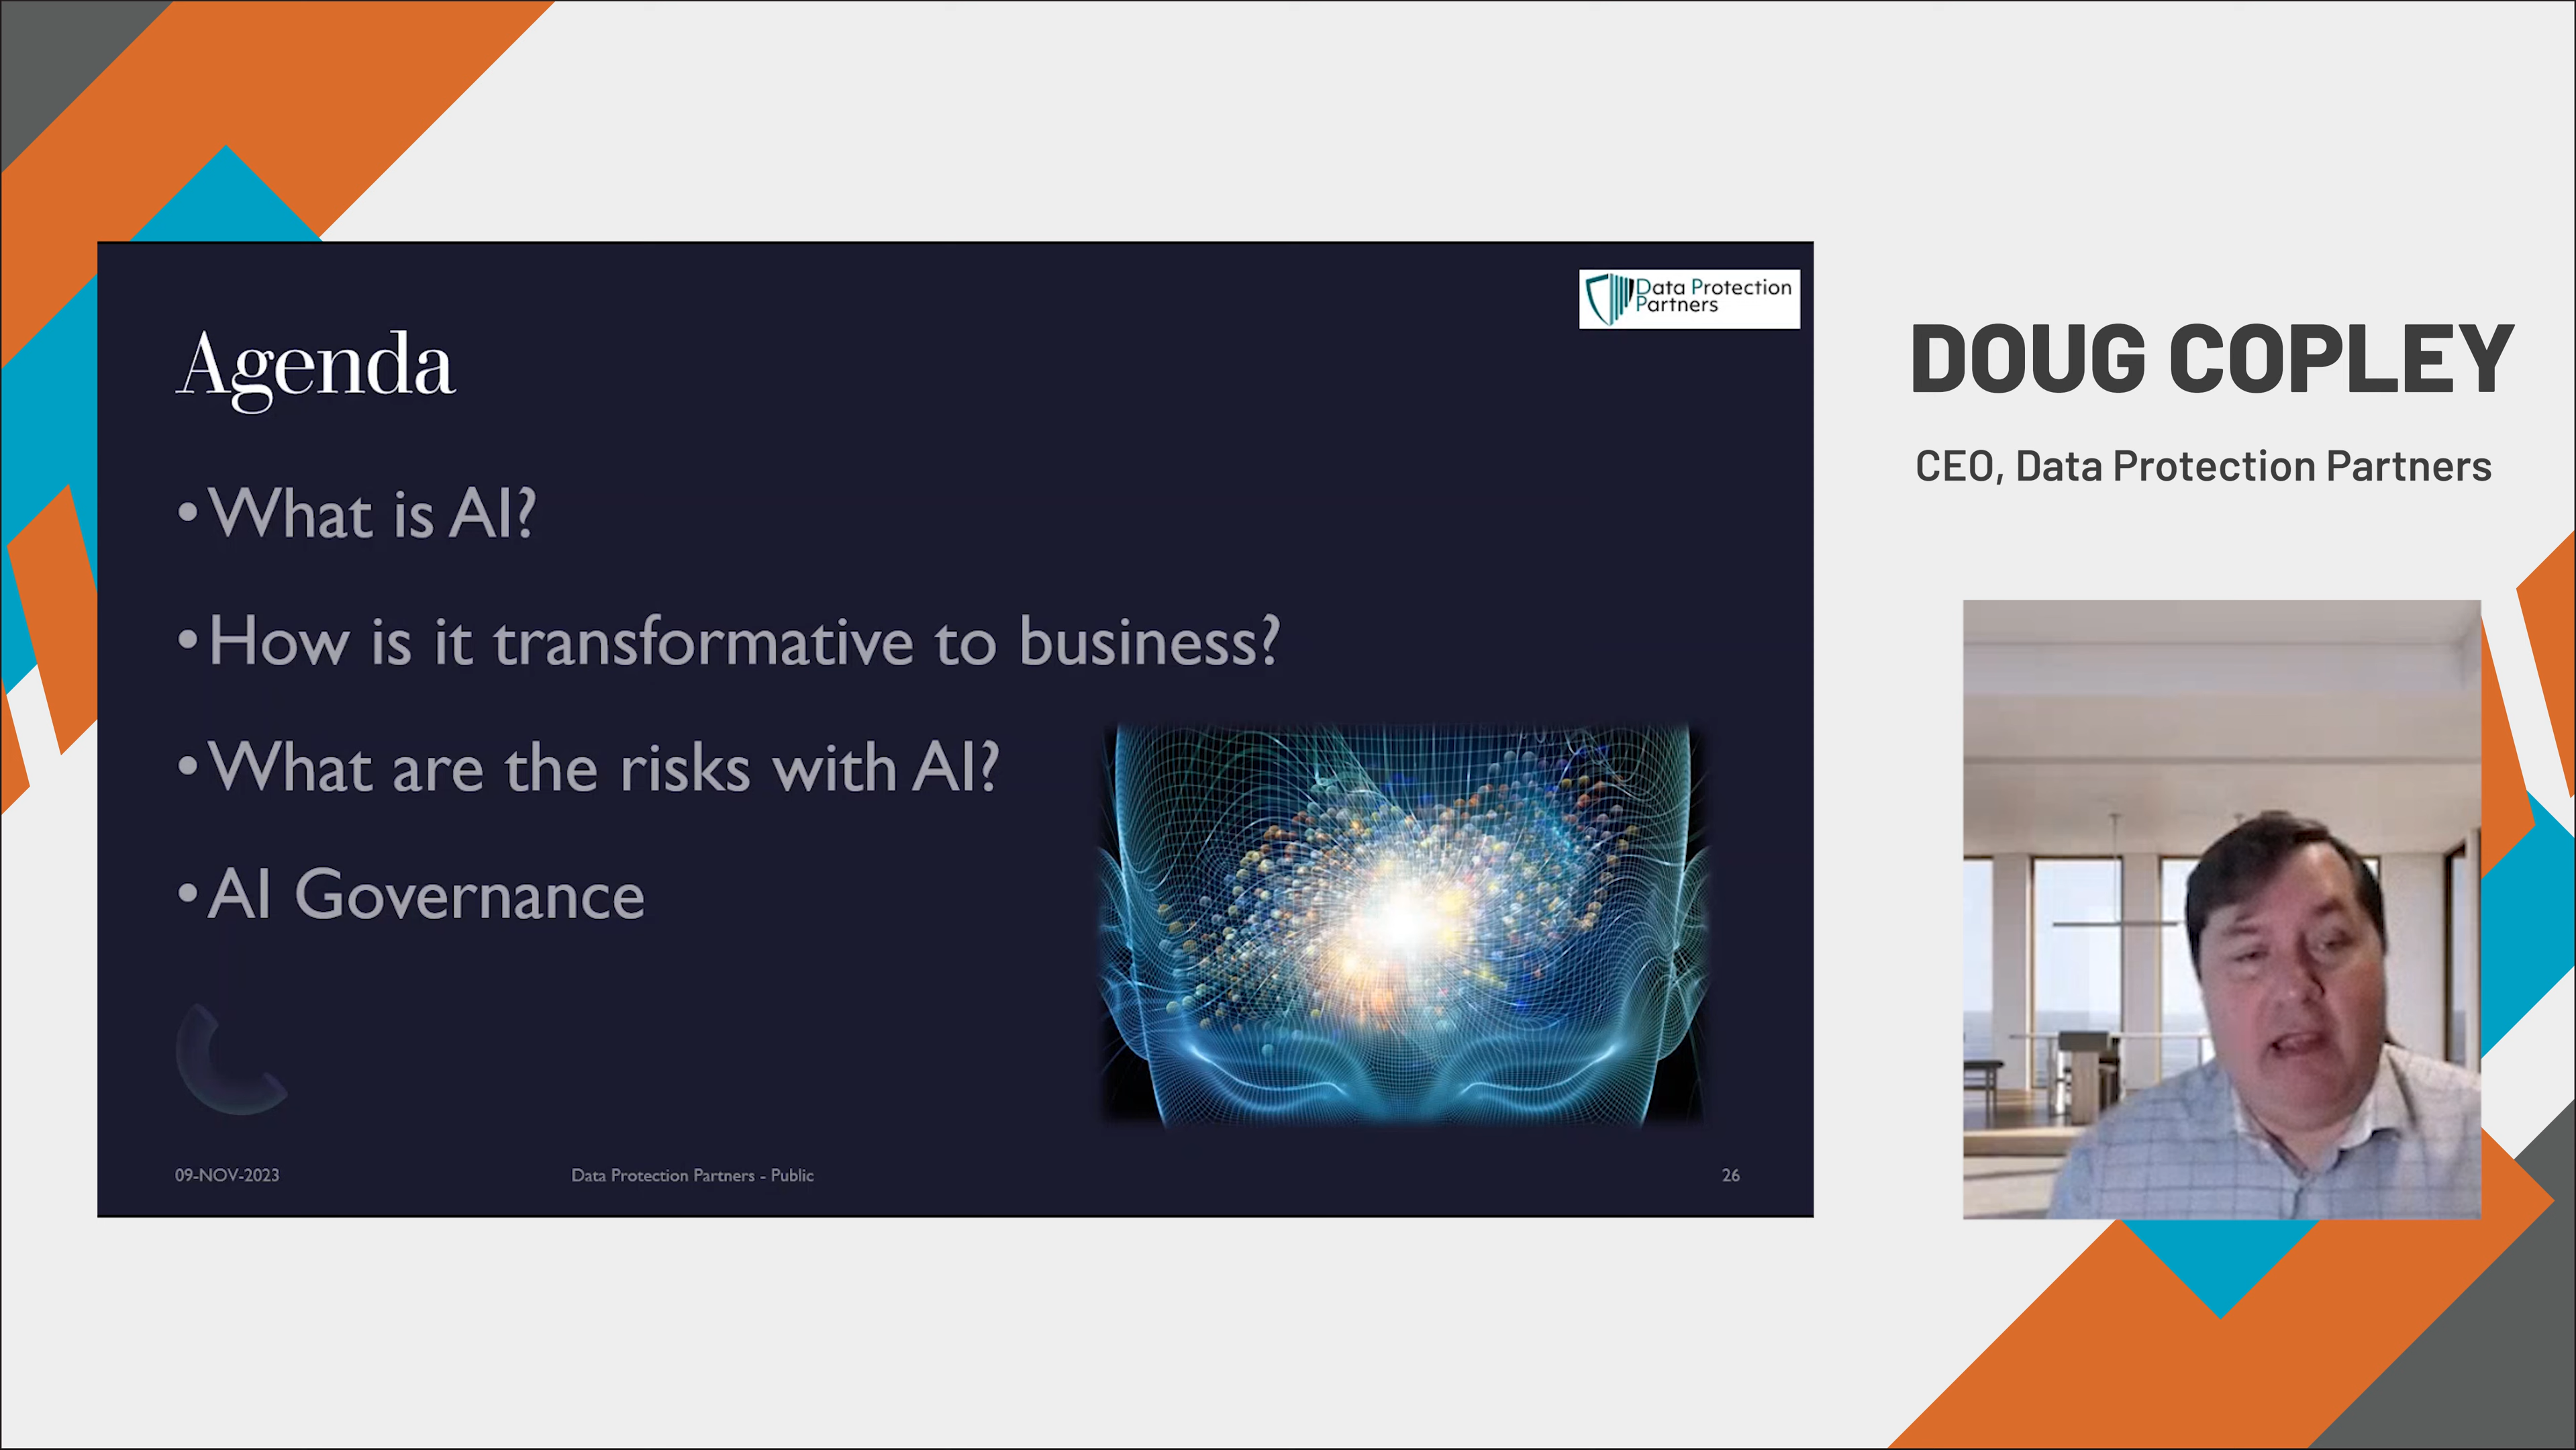 Data Protection
Partners
Agenda
• What is AI?
• How is it transformative to business?
• What are the risks with AI?
• AI Governance
09-NOV-2023
Data Protection Partners - Public
26
DOUG COPLEY
CEO, Data Protection Partners